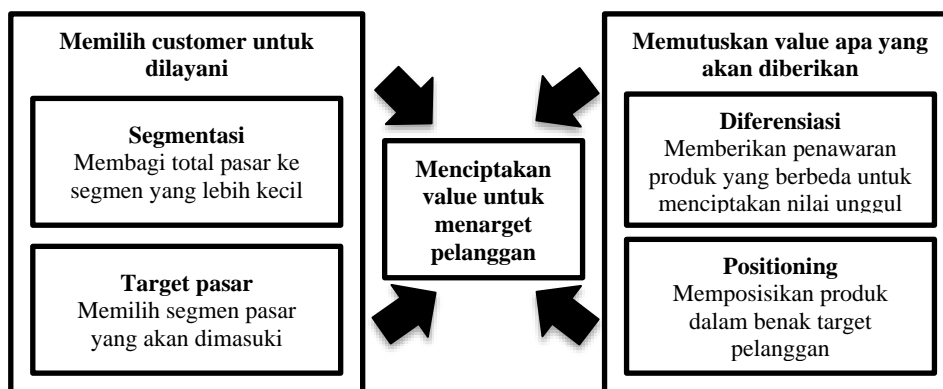 Memilih customer untuk
dilayani
Segmentasi
Membagi total pasar ke
segmen yang lebih kecil
Target pasar
Memilih segmen pasar
yang akan dimasuki
Menciptakan
value untuk
menarget
pelanggan
Memutuskan value apa yang
akan diberikan
Diferensiasi
Memberikan penawaran
produk yang berbeda untuk
menciptakan nilai unggul
Positioning
Memposisikan produk
dalam benak target
pelanggan